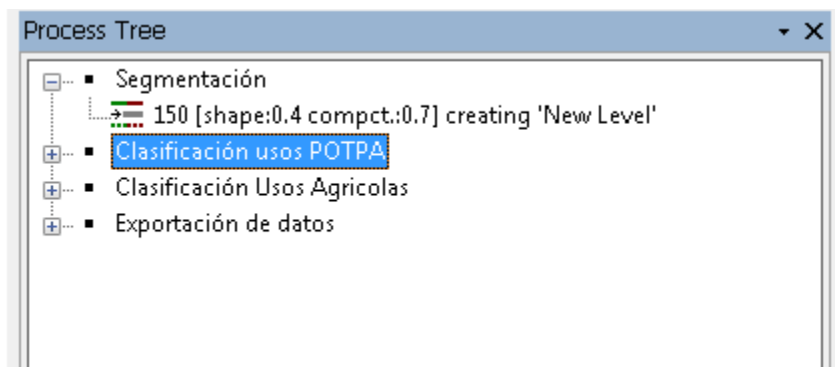 Process Tree
Segmentación
150 [shape:0.4 compct.:0.7] creating 'New Level'
Clasificación usos POTPA
Clasificación Usos Agricolas
Exportación de datos